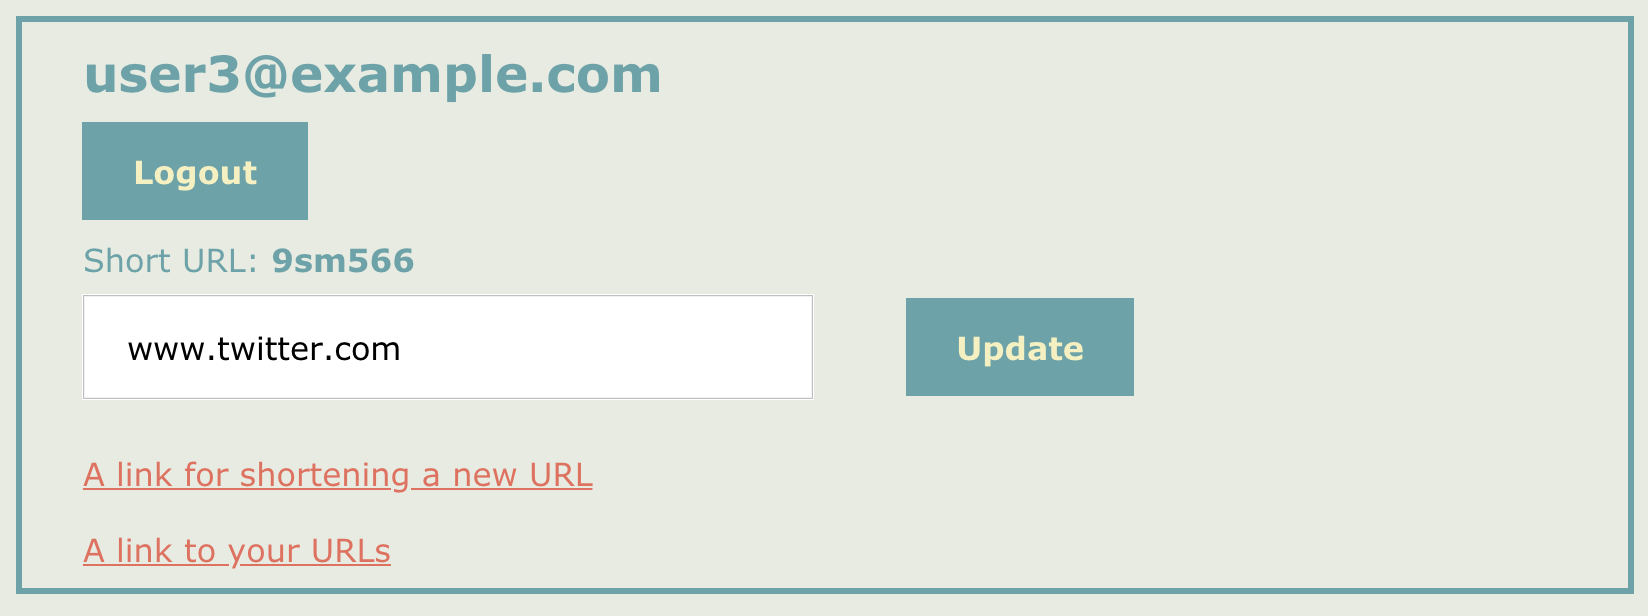 user3@example.com
Logout
Short URL: 9sm566
www.twitter.com
Update
A link for shortening a new URL
A link to your URLs